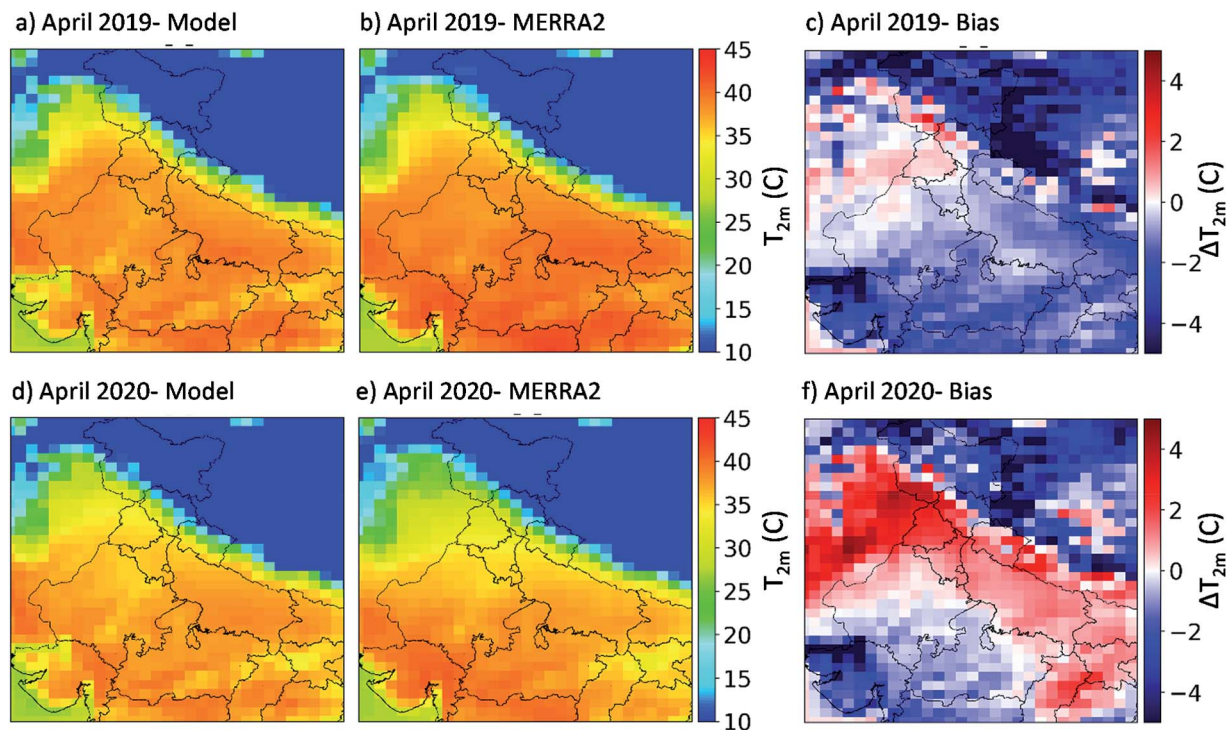 a) April 2019- Model
b) April 2019- MERRA2
c) April 2019- Bias
45
40
35
30
25
20
15
10
T2m (C)
4
2
0
−2
−4
ΔT2m (C)
d) April 2020- Model
e) April 2020- MERRA2
f) April 2020- Bias
45
40
35
30
25
20
15
10
T2m (C)
4
2
0
−2
−4
ΔT2m (C)